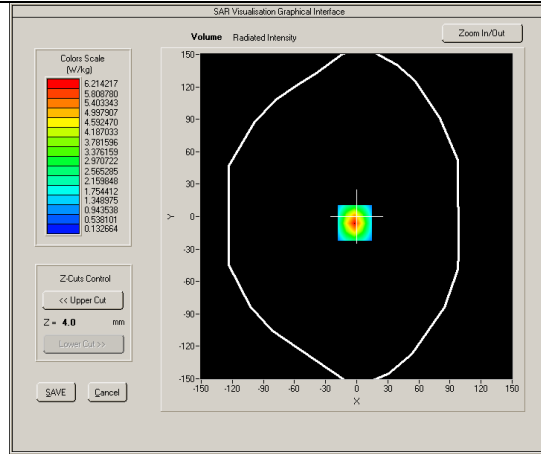 SAR Visualisation Graphical Interface
Volume Radiated Intensity
Zoom In/Out
Colors Scale
(W/kg)
6.214217
5.808780
5.403343
4.997907
4.592470
4.187033
3.781596
3.376159
2.970722
2.565285
2.159848
1.754412
1.348975
0.943538
0.538101
0.132664
Z-Cuts Control
<< Upper Cut
Z = 4.0 mm
Lower Cut >>
SAVE Cancel
150
120
90
60
30
0
-30
-60
-90
-120
-150
Y
-150 -120 -90 -60 -30 0 30 60 90 120 150
X